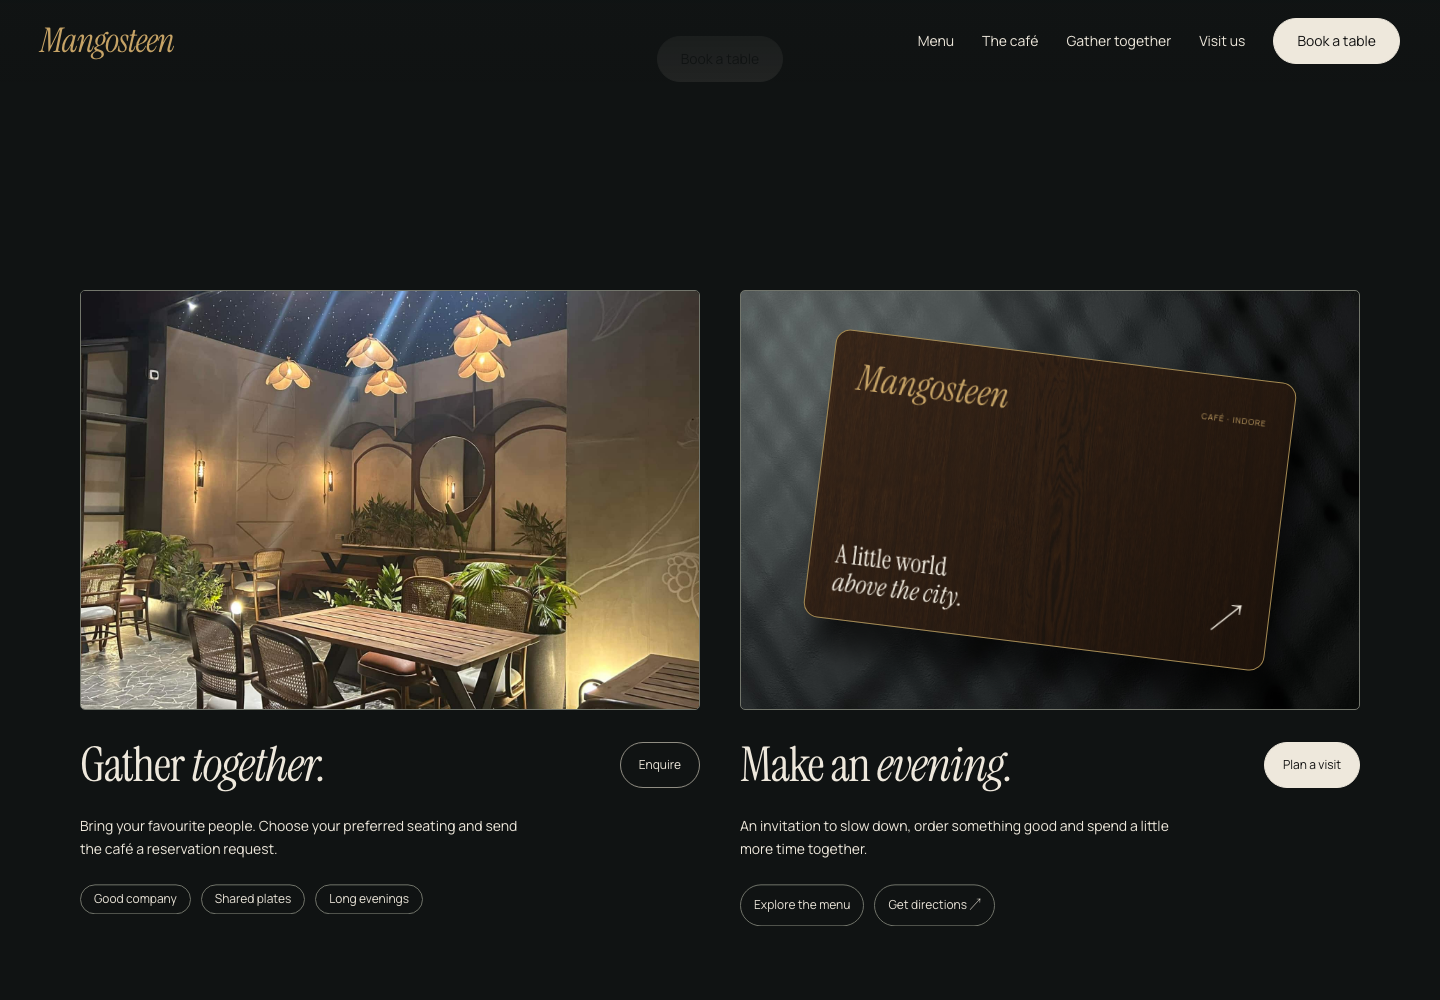 Mangosteen
Menu
The café
Gather together
Visit us
Book a table
Book a table
Mangosteen
CAFÉ · INDORE
A little world
above the city.
Gather together.
Enquire
Bring your favourite people. Choose your preferred seating and send
the café a reservation request.
Good company
Shared plates
Long evenings
Make an evening.
Plan a visit
An invitation to slow down, order something good and spend a little
more time together.
Explore the menu
Get directions ↗